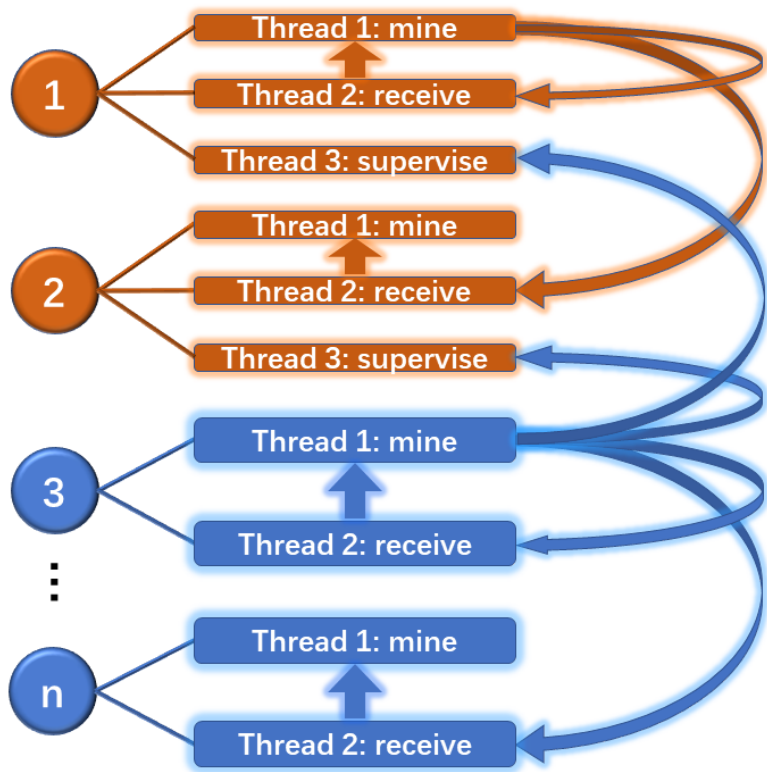 1
Thread 1: mine
Thread 2: receive
Thread 3: supervise
2
Thread 1: mine
Thread 2: receive
Thread 3: supervise
3
Thread 1: mine
Thread 2: receive
...
n
Thread 1: mine
Thread 2: receive